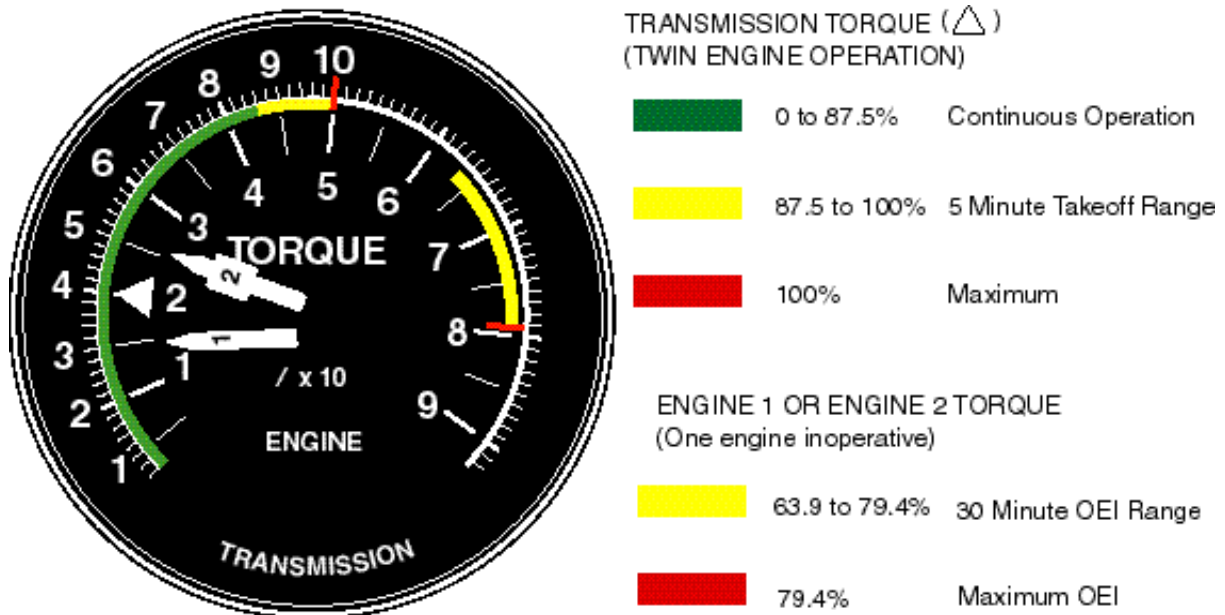 10
9
8
7
6
5
4
3
2
1
1
2
3
4
5
6
7
8
9
TORQUE
2
1
/ x 10
ENGINE
TRANSMISSION
TRANSMISSION TORQUE (△)
(TWIN ENGINE OPERATION)
0 to 87.5% Continuous Operation
87.5 to 100% 5 Minute Takeoff Range
100% Maximum
ENGINE 1 OR ENGINE 2 TORQUE
(One engine inoperative)
63.9 to 79.4% 30 Minute OEI Range
79.4% Maximum OEI